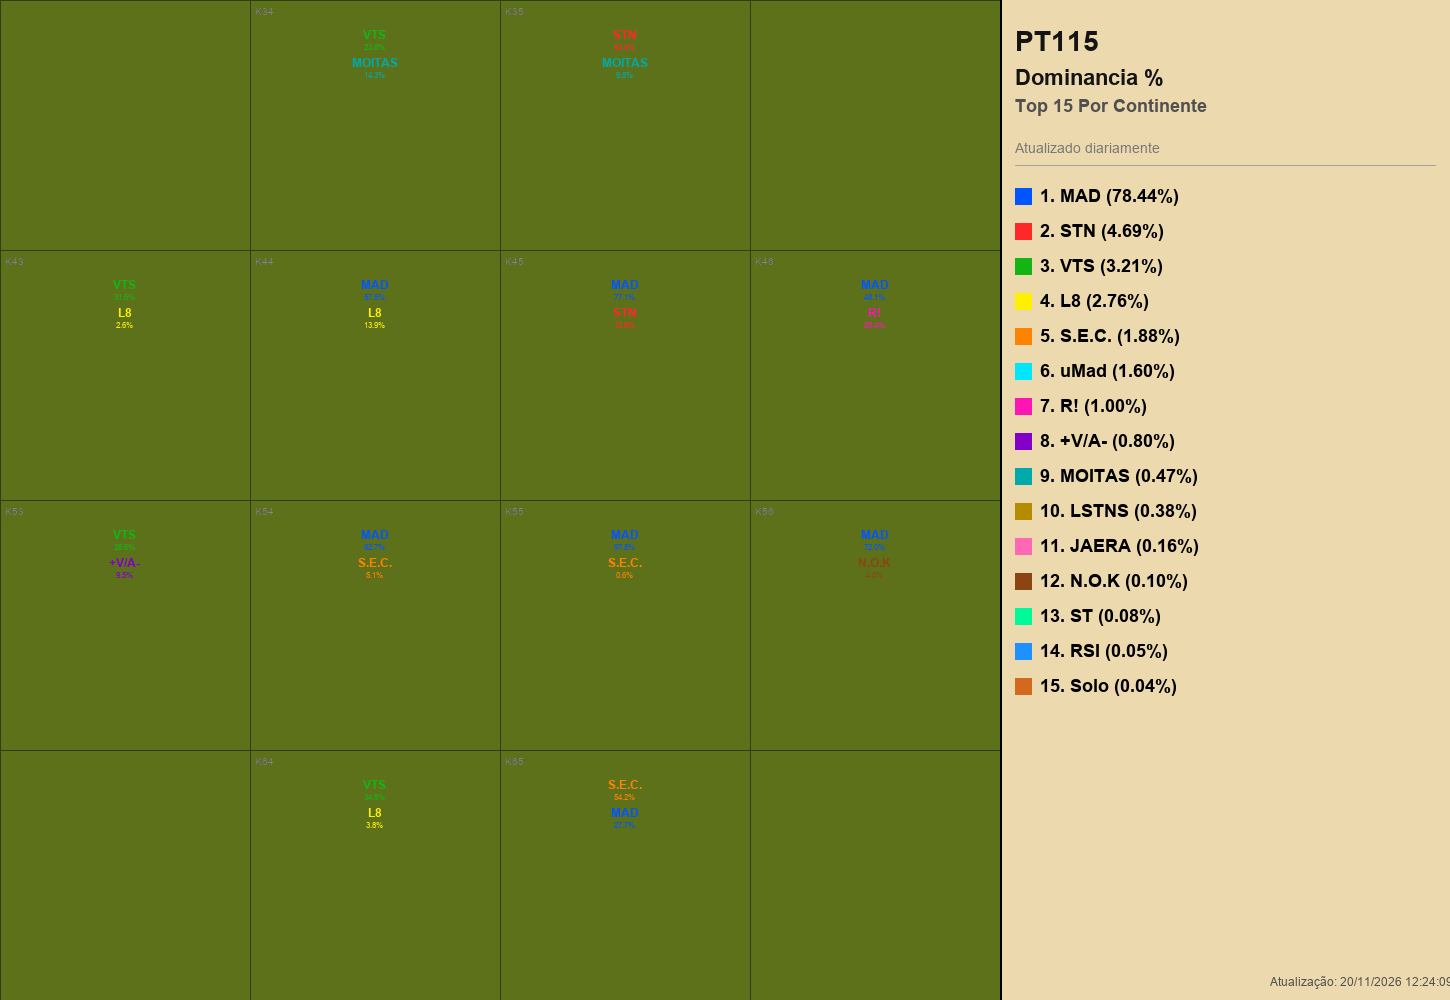 K34
VTS
MOITAS
14.3%
K35
STN
MOITAS
K43
VTS
L8
2.6%
K44
MAD
L8
13.9%
K45
MAD
STN
K46
MAD
R!
K53
VTS
+V/A-
9.5%
K54
MAD
S.E.C.
5.1%
K55
MAD
S.E.C.
0.6%
K56
MAD
N.O.K
K64
VTS
L8
3.8%
K65
S.E.C.
54.2%
MAD
PT115
Dominancia %
Top 15 Por Continente
Atualizado diariamente
1. MAD (78.44%)
2. STN (4.69%)
3. VTS (3.21%)
4. L8 (2.76%)
5. S.E.C. (1.88%)
6. uMad (1.60%)
7. R! (1.00%)
8. +V/A- (0.80%)
9. MOITAS (0.47%)
10. LSTNS (0.38%)
11. JAERA (0.16%)
12. N.O.K (0.10%)
13. ST (0.08%)
14. RSI (0.05%)
15. Solo (0.04%)
Atualização: 20/11/2026 12:24:09